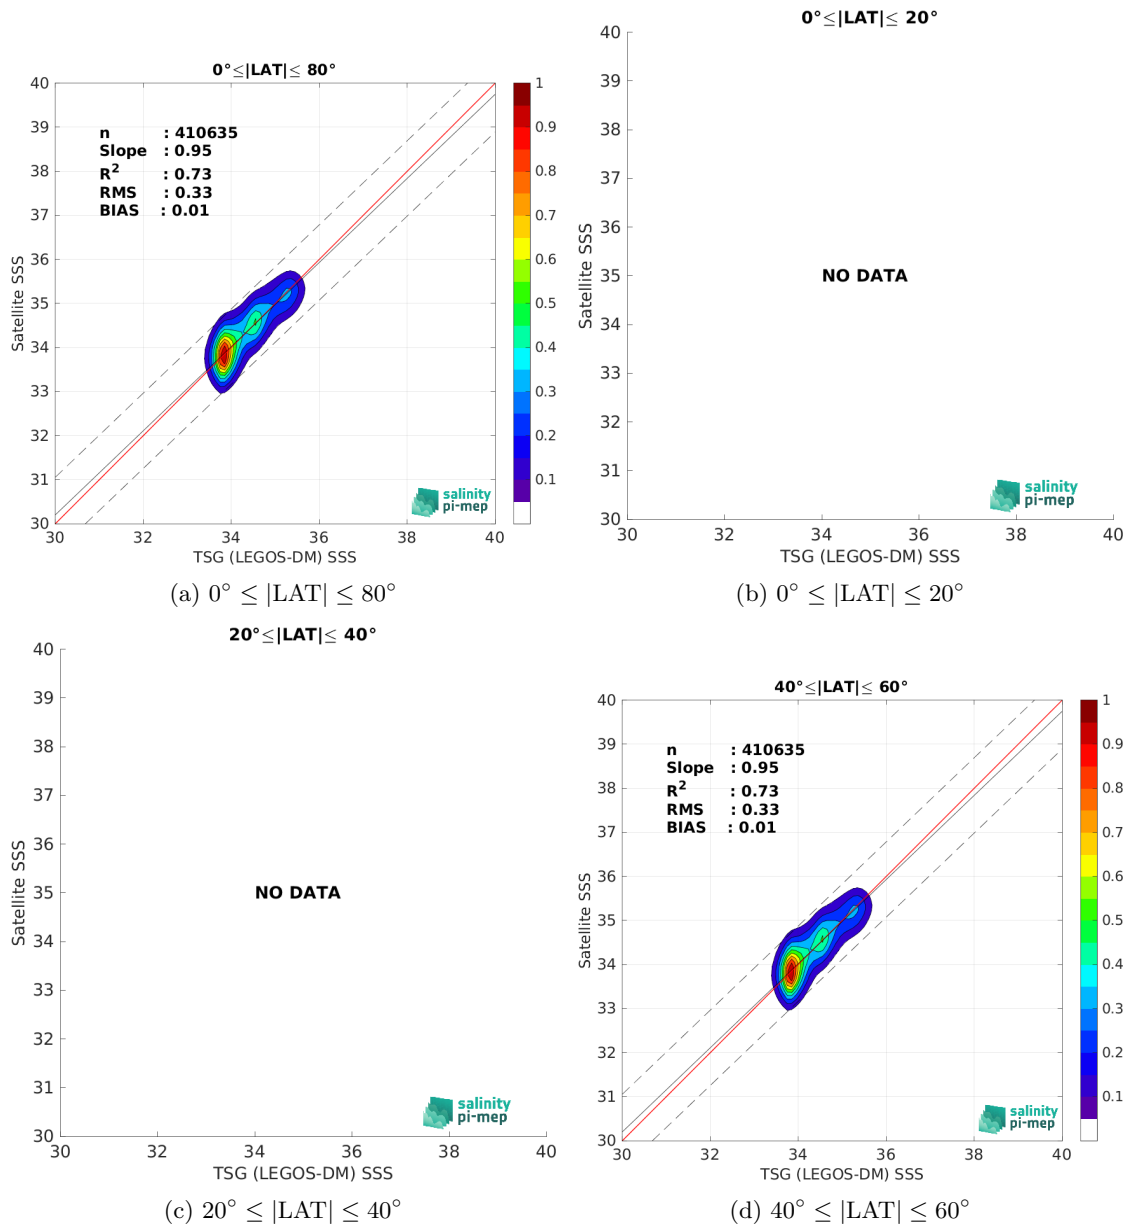 0°≤|LAT|≤ 80°
40
39
38
37
36
35
34
33
32
31
30
n : 410635
Slope : 0.95
R² : 0.73
RMS : 0.33
BIAS : 0.01
Satellite SSS
30 32 34 36 38 40
TSG (LEGOS-DM) SSS
1
0.9
0.8
0.7
0.6
0.5
0.4
0.3
0.2
0.1
salinity
pi-mep
(a) 0° ≤ |LAT| ≤ 80°
0°≤|LAT|≤ 20°
40
39
38
37
36
35
34
33
32
31
30
Satellite SSS
NO DATA
salinity
pi-mep
30 32 34 36 38 40
TSG (LEGOS-DM) SSS
(b) 0° ≤ |LAT| ≤ 20°
20°≤|LAT|≤ 40°
40
39
38
37
36
35
34
33
32
31
30
Satellite SSS
NO DATA
salinity
pi-mep
30 32 34 36 38 40
TSG (LEGOS-DM) SSS
(c) 20° ≤ |LAT| ≤ 40°
40°≤|LAT|≤ 60°
40
39
38
37
36
35
34
33
32
31
30
n : 410635
Slope : 0.95
R² : 0.73
RMS : 0.33
BIAS : 0.01
Satellite SSS
30 32 34 36 38 40
TSG (LEGOS-DM) SSS
1
0.9
0.8
0.7
0.6
0.5
0.4
0.3
0.2
0.1
salinity
pi-mep
(d) 40° ≤ |LAT| ≤ 60°